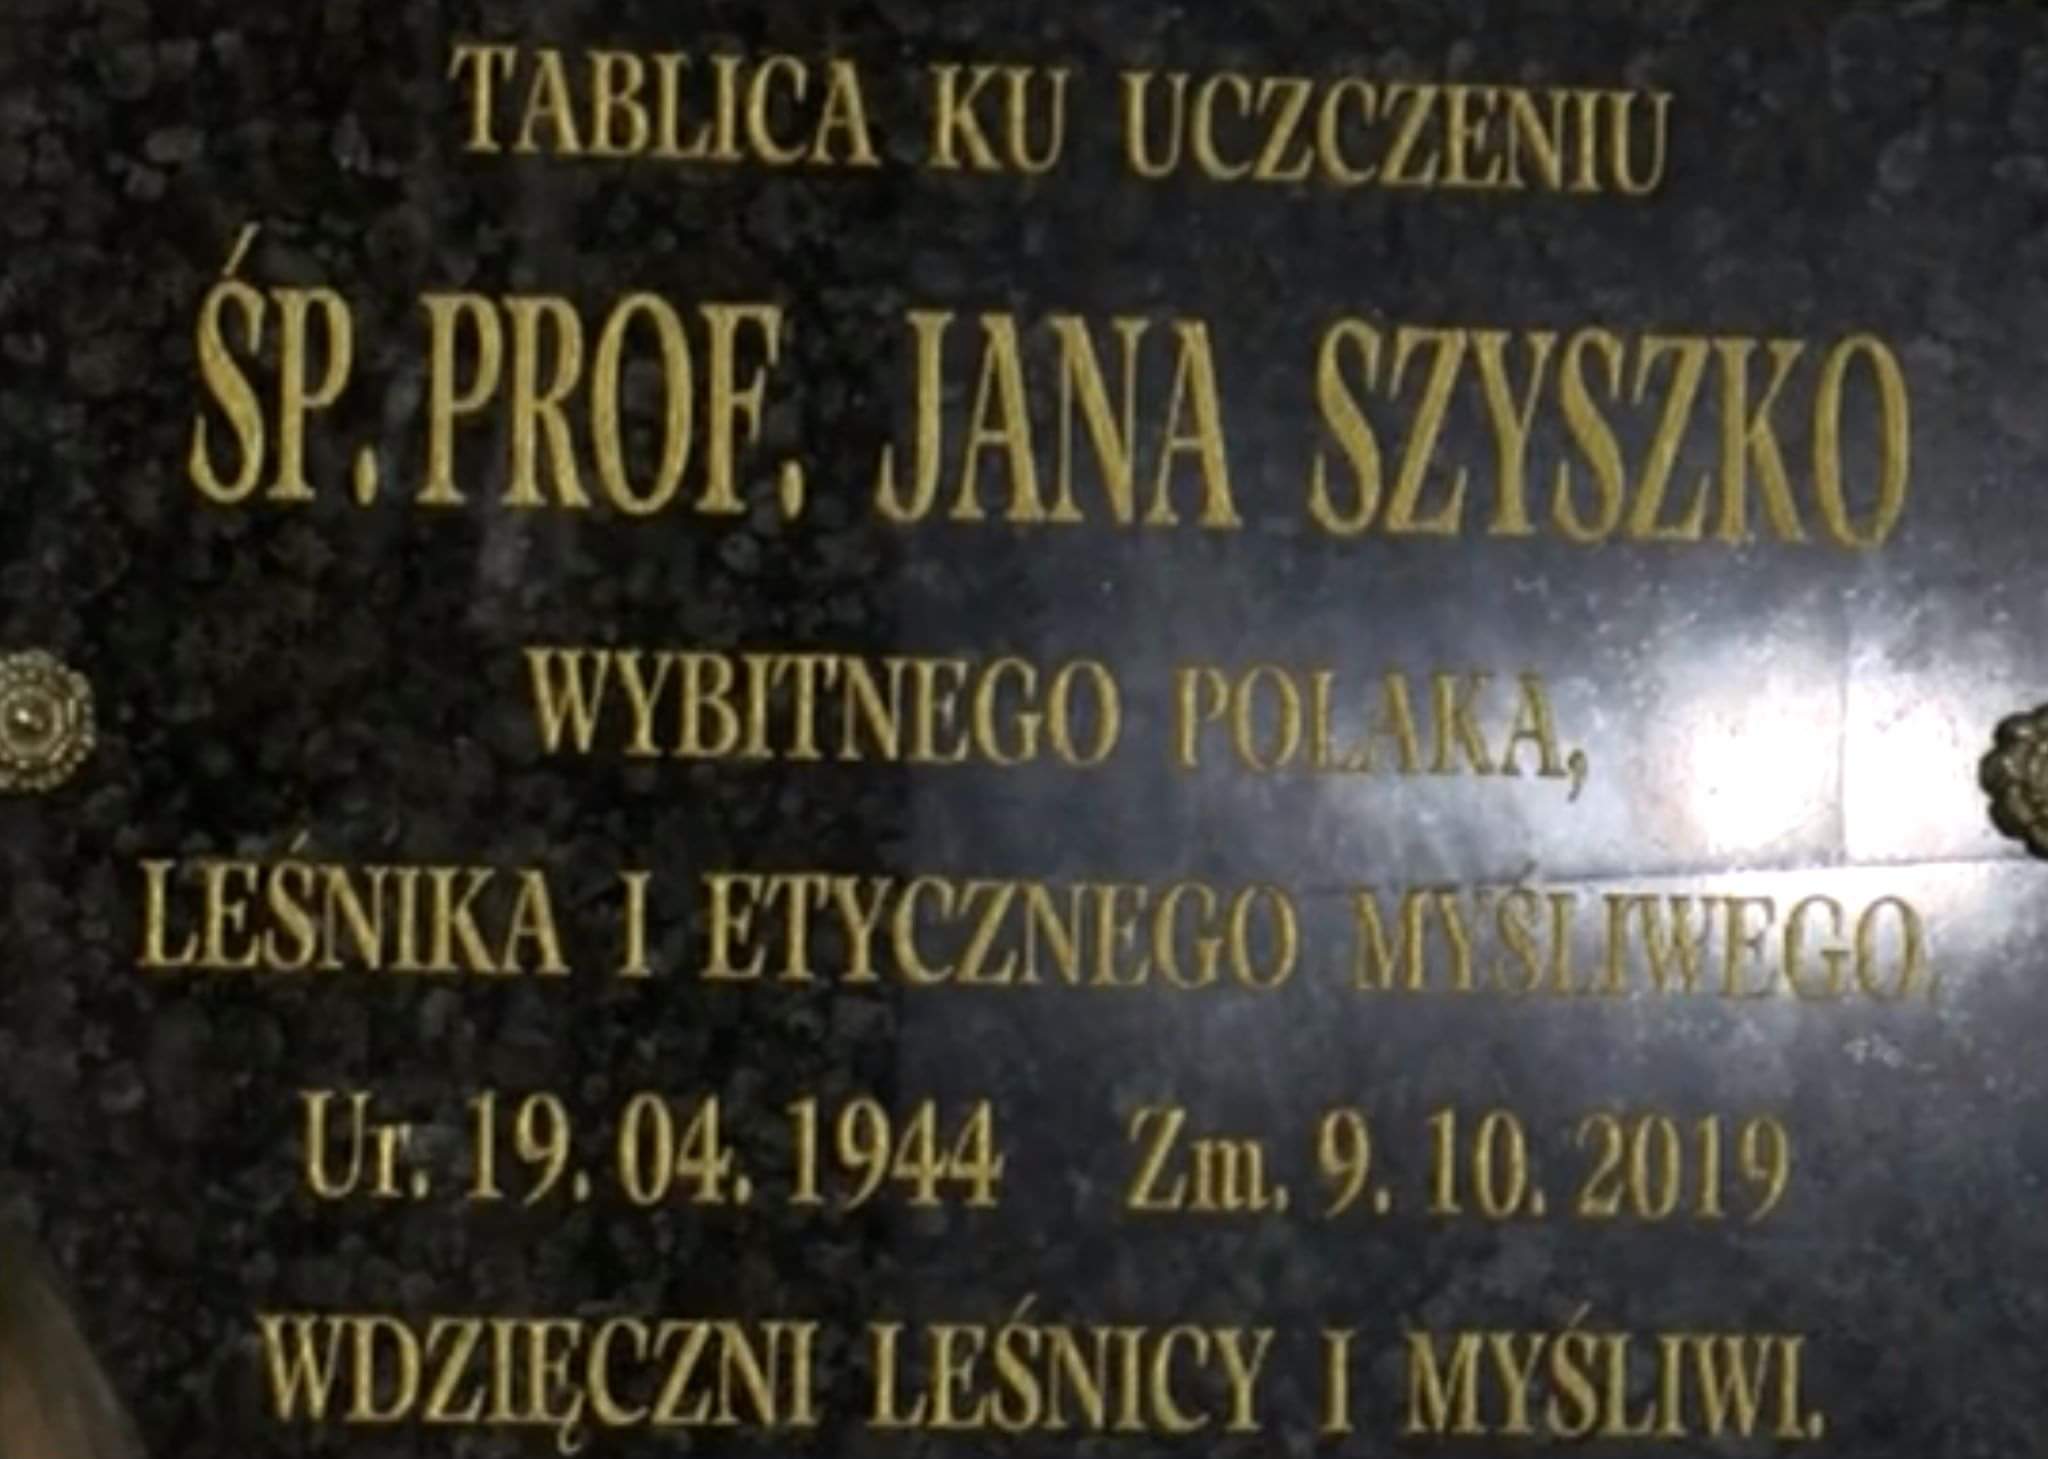 TABLICA KU UCZCZENIU
ŚP. PROF. JANA SZYSZKO
WYBITNEGO POLAKA,
LEŚNIKA I ETYCZNEGO MYŚLIWEGO.
Ur. 19. 04. 1944 Zm. 9. 10. 2019
WDZIĘCZNI LEŚNICY I MYŚLIWI.